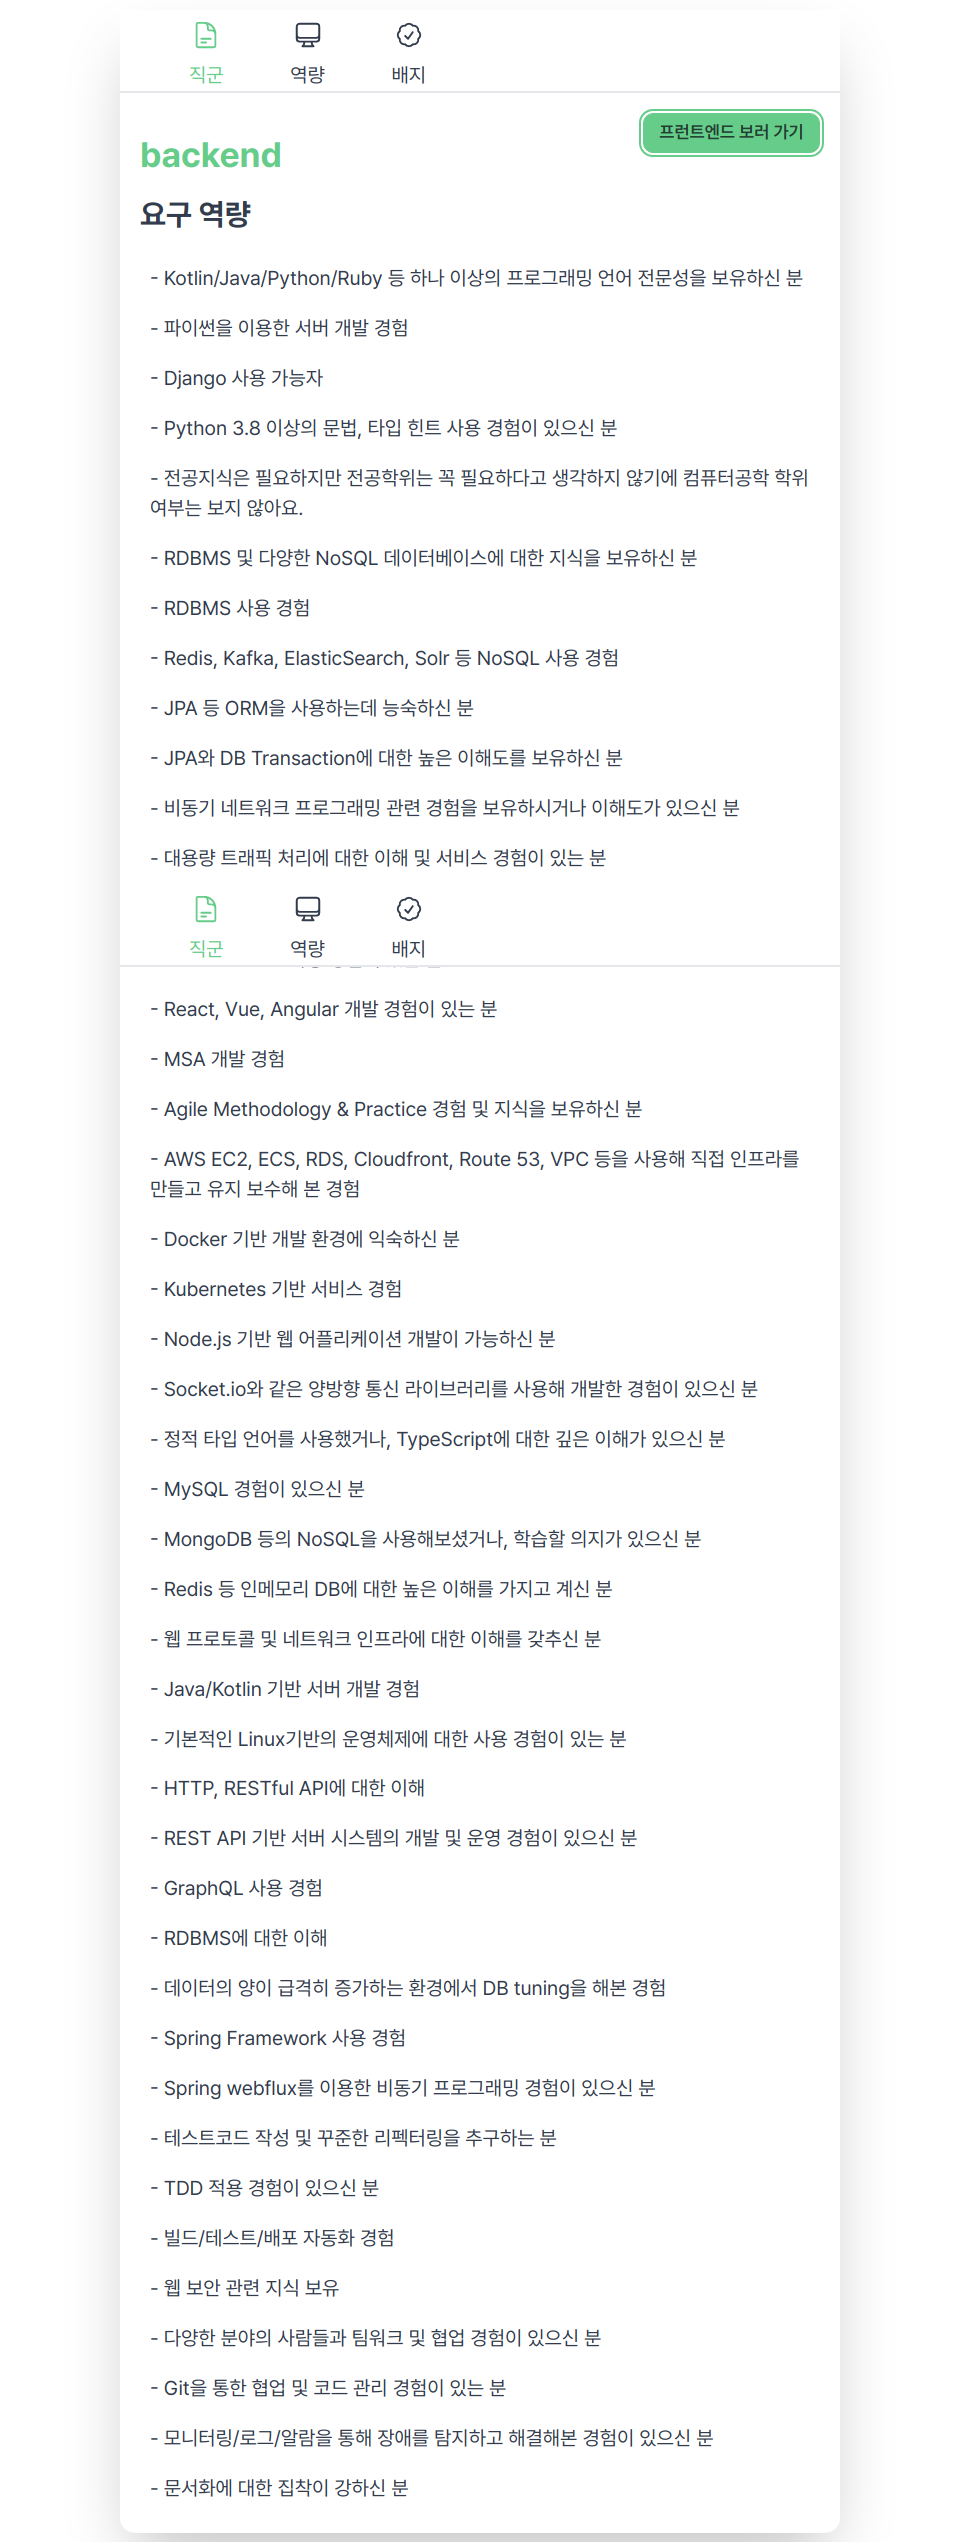 직군 역량 배지
프런트엔드 보러 가기
backend
요구 역량
- Kotlin/Java/Python/Ruby 등 하나 이상의 프로그래밍 언어 전문성을 보유하신 분
- 파이썬을 이용한 서버 개발 경험
- Django 사용 가능자
- Python 3.8 이상의 문법, 타입 힌트 사용 경험이 있으신 분
- 전공지식은 필요하지만 전공학위는 꼭 필요하다고 생각하지 않기에 컴퓨터공학 학위
여부는 보지 않아요.
- RDBMS 및 다양한 NoSQL 데이터베이스에 대한 지식을 보유하신 분
- RDBMS 사용 경험
- Redis, Kafka, ElasticSearch, Solr 등 NoSQL 사용 경험
- JPA 등 ORM을 사용하는데 능숙하신 분
- JPA와 DB Transaction에 대한 높은 이해도를 보유하신 분
- 비동기 네트워크 프로그래밍 관련 경험을 보유하시거나 이해도가 있으신 분
- 대용량 트래픽 처리에 대한 이해 및 서비스 경험이 있는 분
직군 역량 배지
- React, Vue, Angular 개발 경험이 있는 분
- MSA 개발 경험
- Agile Methodology & Practice 경험 및 지식을 보유하신 분
- AWS EC2, ECS, RDS, Cloudfront, Route 53, VPC 등을 사용해 직접 인프라를
만들고 유지 보수해 본 경험
- Docker 기반 개발 환경에 익숙하신 분
- Kubernetes 기반 서비스 경험
- Node.js 기반 웹 어플리케이션 개발이 가능하신 분
- Socket.io와 같은 양방향 통신 라이브러리를 사용해 개발한 경험이 있으신 분
- 정적 타입 언어를 사용했거나, TypeScript에 대한 깊은 이해가 있으신 분
- MySQL 경험이 있으신 분
- MongoDB 등의 NoSQL을 사용해보셨거나, 학습할 의지가 있으신 분
- Redis 등 인메모리 DB에 대한 높은 이해를 가지고 계신 분
- 웹 프로토콜 및 네트워크 인프라에 대한 이해를 갖추신 분
- Java/Kotlin 기반 서버 개발 경험
- 기본적인 Linux기반의 운영체제에 대한 사용 경험이 있는 분
- HTTP, RESTful API에 대한 이해
- REST API 기반 서버 시스템의 개발 및 운영 경험이 있으신 분
- GraphQL 사용 경험
- RDBMS에 대한 이해
- 데이터의 양이 급격히 증가하는 환경에서 DB tuning을 해본 경험
- Spring Framework 사용 경험
- Spring webflux를 이용한 비동기 프로그래밍 경험이 있으신 분
- 테스트코드 작성 및 꾸준한 리펙터링을 추구하는 분
- TDD 적용 경험이 있으신 분
- 빌드/테스트/배포 자동화 경험
- 웹 보안 관련 지식 보유
- 다양한 분야의 사람들과 팀워크 및 협업 경험이 있으신 분
- Git을 통한 협업 및 코드 관리 경험이 있는 분
- 모니터링/로그/알람을 통해 장애를 탐지하고 해결해본 경험이 있으신 분
- 문서화에 대한 집착이 강하신 분